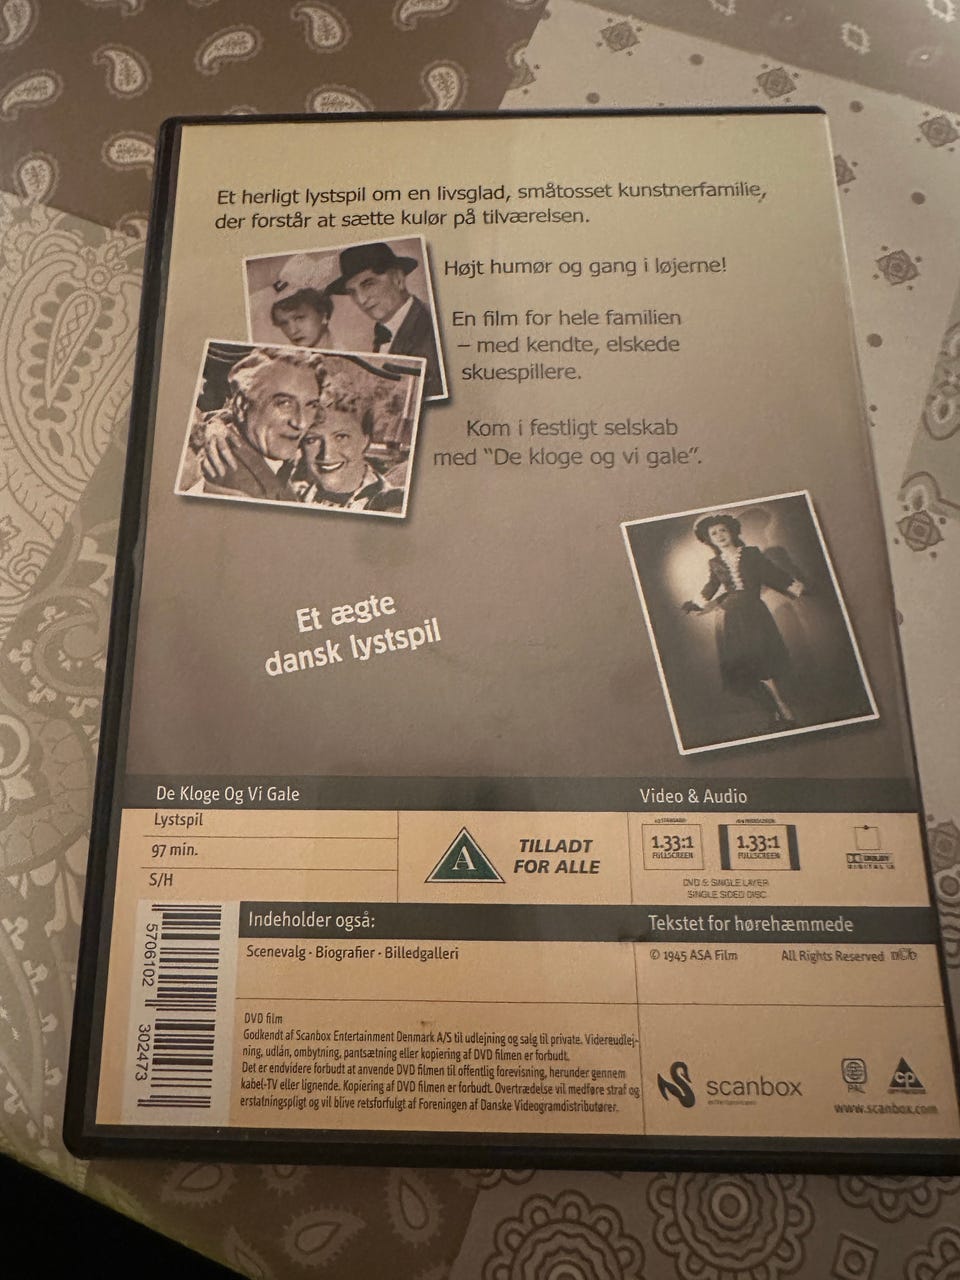 Et herligt lystspil om en livsglad, småtosset kunstnerfamilie,
der forstår at sætte kulør på tilværelsen.
Højt humør og gang i løjerne!
En film for hele familien
– med kendte, elskede
skuespillere.
Kom i festligt selskab
med "De kloge og vi gale".
Et ægte
dansk lystspil
De Kloge Og Vi Gale
Lystspil
97 min.
S/H
A
TILLADT
FOR ALLE
Video & Audio
1.33:1
FULLSCREEN
1.33:1
FULLSCREEN
DOLBY
DIGITAL
DVD 5: SINGLE LAYER
SINGLE SIDED DISC
Indeholder også:
Scenevalg · Biografier · Billedgalleri
Tekstet for hørehæmmede
© 1945 ASA Film All Rights Reserved n©b
DVD film
Godkendt af Scanbox Entertainment Denmark A/S til udlejning og salg til private. Videreudlej-
ning, udlån, ombytning, pantsætning eller kopiering af DVD filmen er forbudt.
Det er endvidere forbudt at anvende DVD filmen til offentlig forevisning, herunder gennem
kabel-TV eller lignende. Kopiering af DVD filmen er forbudt. Overtrædelse vil medføre straf og
erstatningspligt og vil blive retsforfulgt af Foreningen af Danske Videogramdistributører.
scanbox
entertainment
PAL
CP
www.scanbox.com
5706102 302473